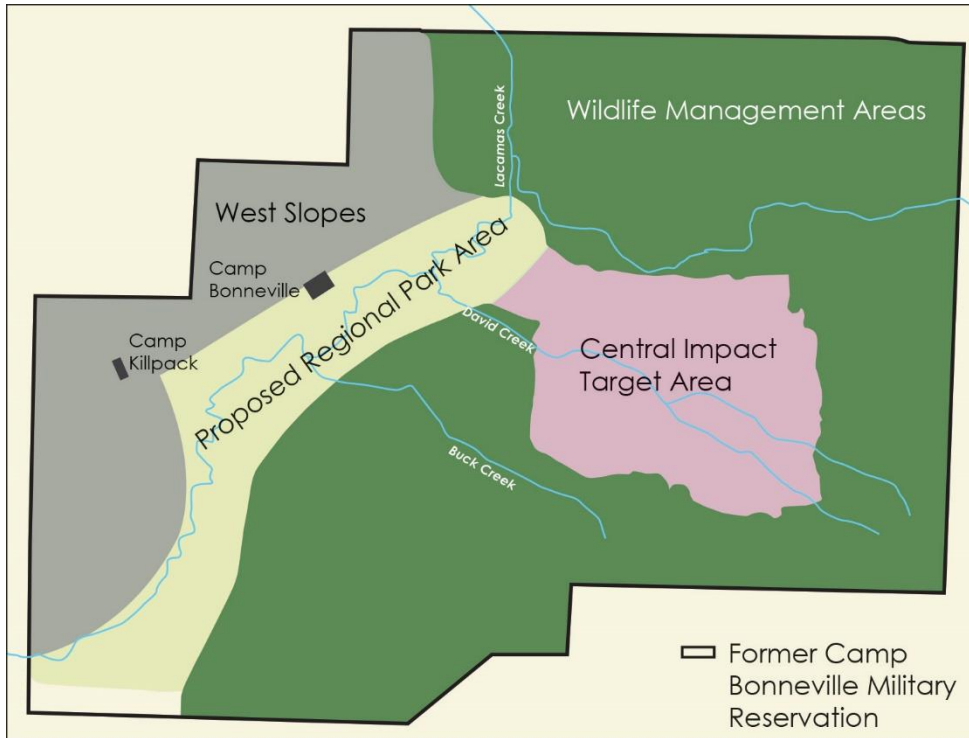 Wildlife Management Areas
Lacamas Creek
West Slopes
Camp
Bonneville
Camp
Killpack
Proposed Regional Park Area
David Creek
Central Impact
Target Area
Buck Creek
Former Camp
Bonneville Military
Reservation